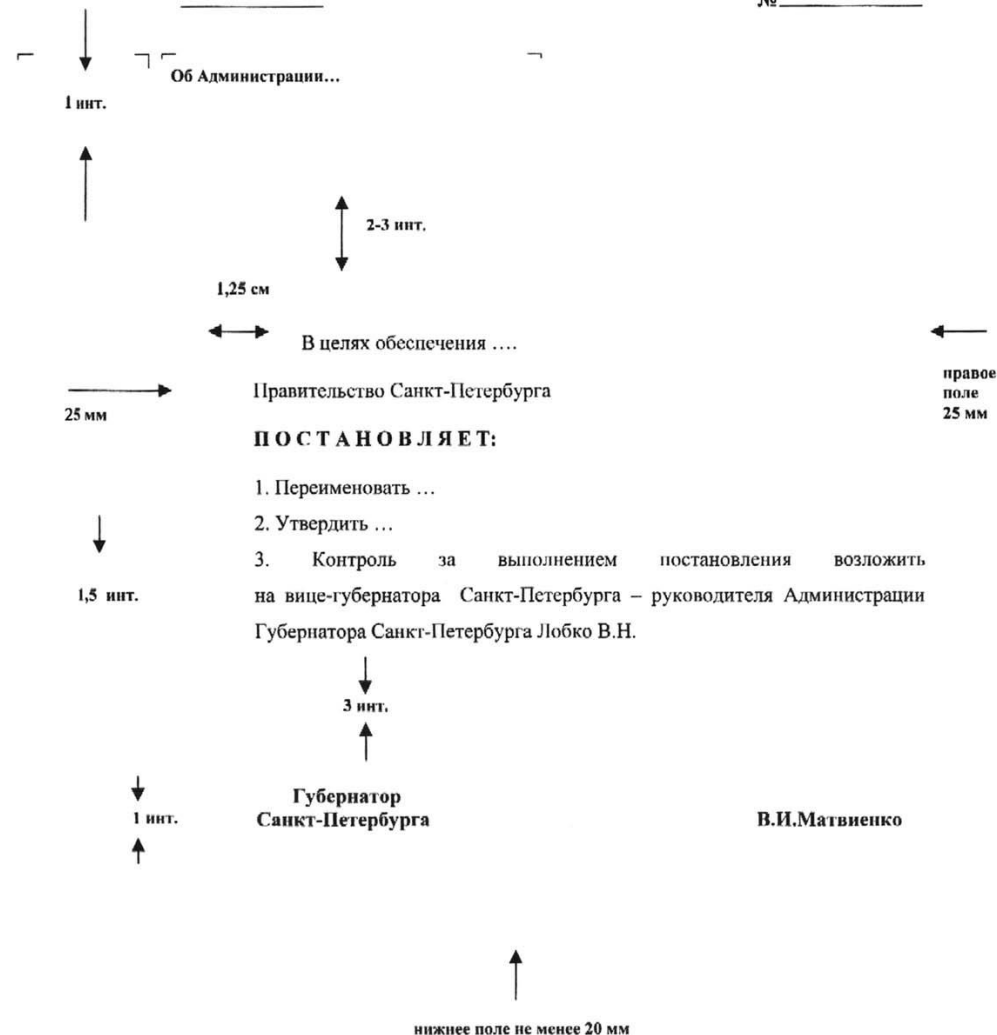 №
Об Администрации…
1 инт.
2-3 инт.
1,25 см
В целях обеспечения ….
правое
поле
25 мм
Правительство Санкт-Петербурга
25 мм
П О С Т А Н О В Л Я Е Т:
1. Переименовать …
2. Утвердить …
3. Контроль за выполнением постановления возложить
1,5 инт.
на вице-губернатора Санкт-Петербурга – руководителя Администрации
Губернатора Санкт-Петербурга Лобко В.Н.
3 инт.
Губернатор
1 инт.
Санкт-Петербурга В.И.Матвиенко
нижнее поле не менее 20 мм